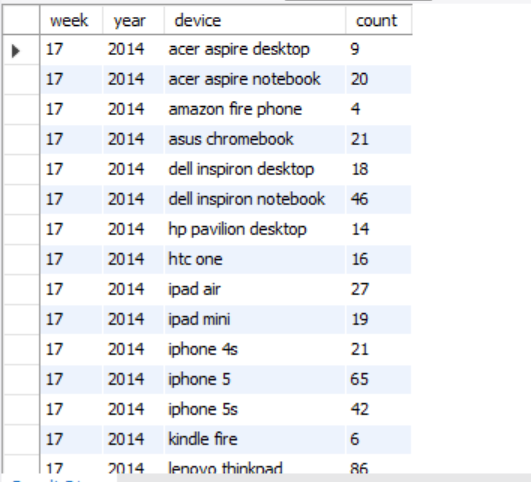 week year device count
17 2014 acer aspire desktop 9
17 2014 acer aspire notebook 20
17 2014 amazon fire phone 4
17 2014 asus chromebook 21
17 2014 dell inspiron desktop 18
17 2014 dell inspiron notebook 46
17 2014 hp pavilion desktop 14
17 2014 htc one 16
17 2014 ipad air 27
17 2014 ipad mini 19
17 2014 iphone 4s 21
17 2014 iphone 5 65
17 2014 iphone 5s 42
17 2014 kindle fire 6
17 2014 lenovo thinkpad 86